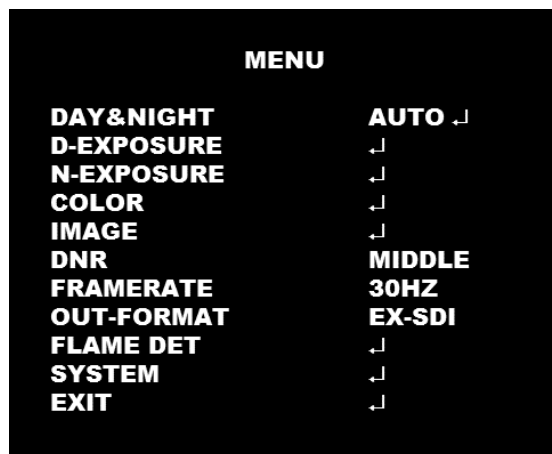 MENU
DAY&NIGHT AUTO ↵
D-EXPOSURE ↵
N-EXPOSURE ↵
COLOR ↵
IMAGE ↵
DNR MIDDLE
FRAMERATE 30HZ
OUT-FORMAT EX-SDI
FLAME DET ↵
SYSTEM ↵
EXIT ↵